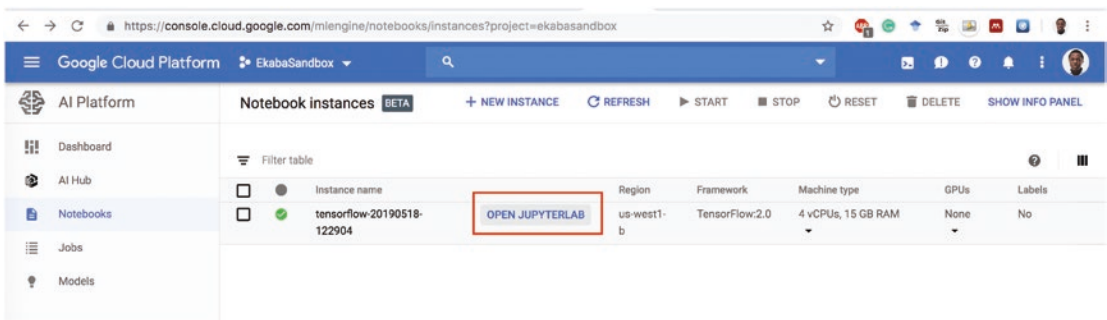 https://console.cloud.google.com/mlengine/notebooks/instances?project=ekabasandbox
Google Cloud Platform EkabaSandbox
AI Platform
Notebook instances BETA + NEW INSTANCE REFRESH START STOP RESET DELETE SHOW INFO PANEL
Dashboard
AI Hub
Notebooks
Jobs
Models
Filter table
Instance name Region Framework Machine type GPUs Labels
tensorflow-20190518- OPEN JUPYTERLAB us-west1- TensorFlow:2.0 4 vCPUs, 15 GB RAM None No
122904 b